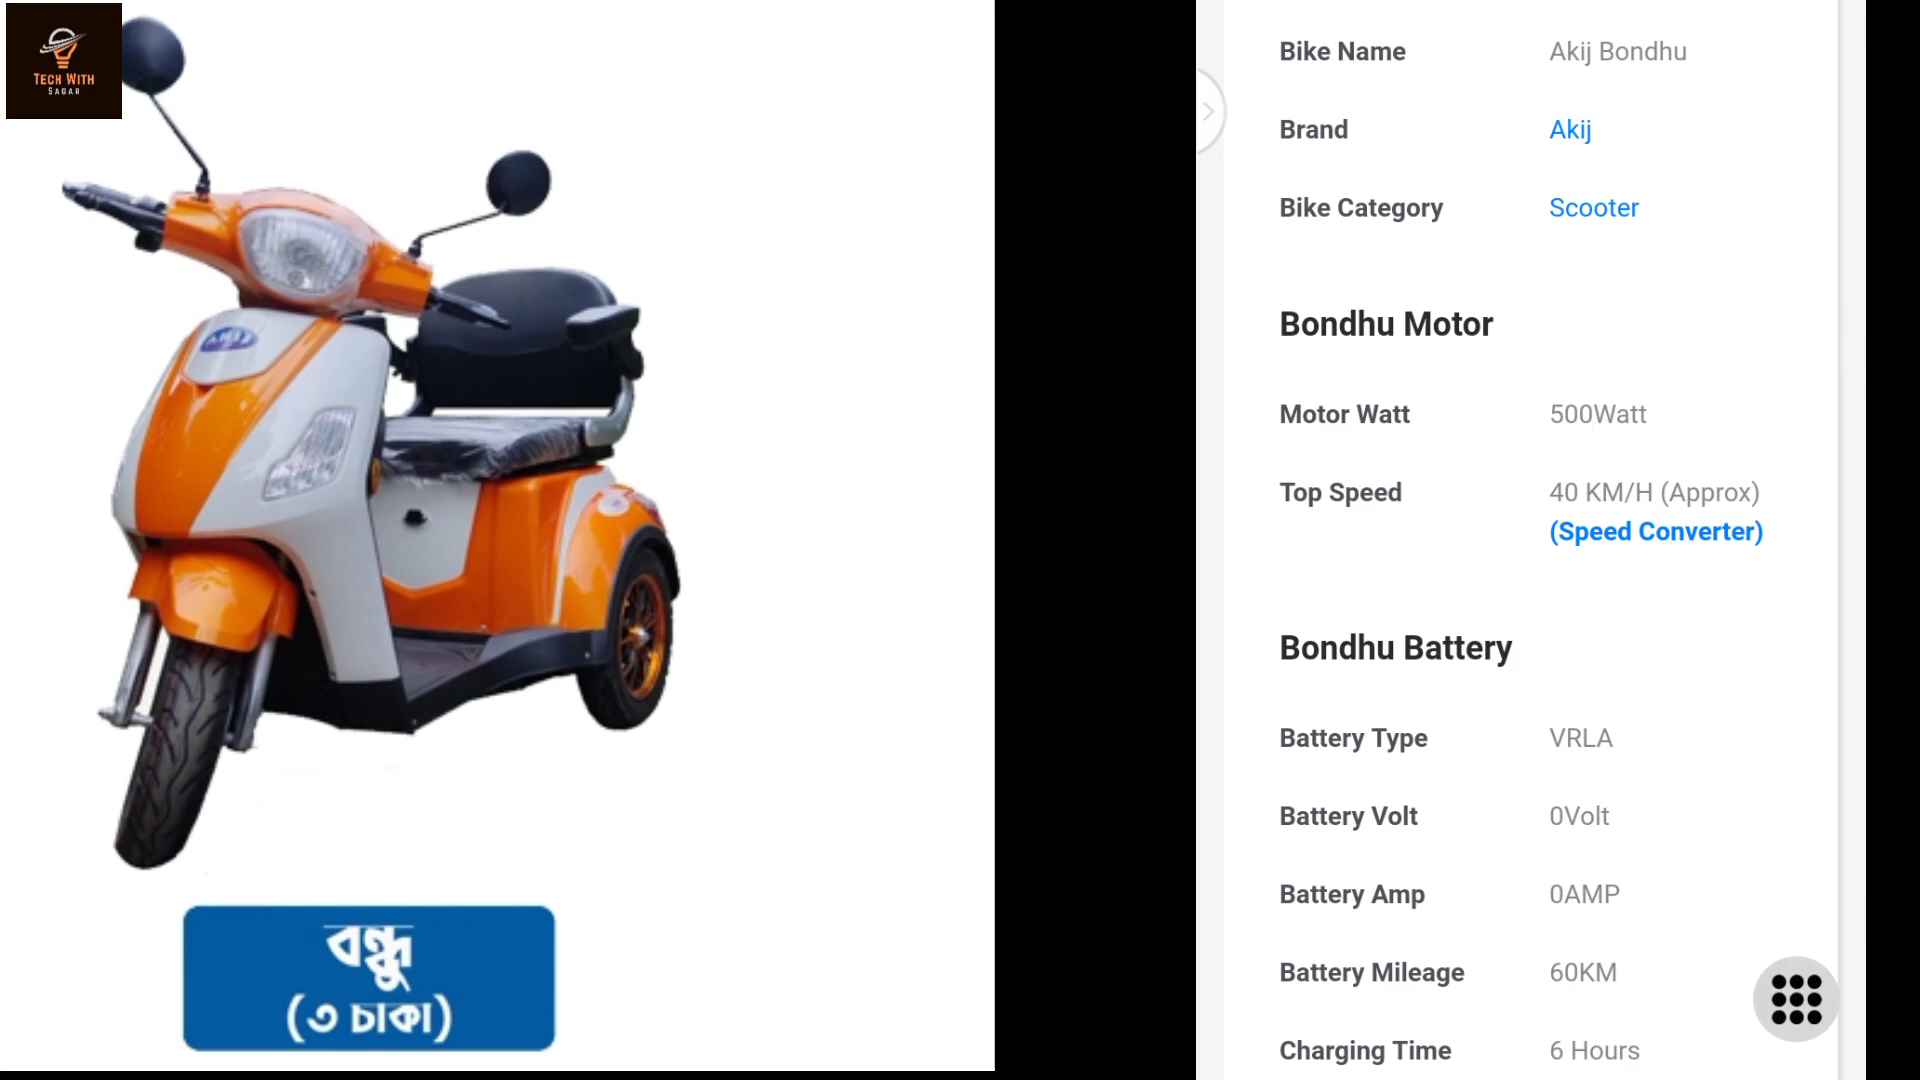 TECH WITH
SAGAR
AKIJ
বন্ধু
(৩ চাকা)
Bike Name Akij Bondhu
Brand Akij
Bike Category Scooter
Bondhu Motor
Motor Watt 500Watt
Top Speed 40 KM/H (Approx)
(Speed Converter)
Bondhu Battery
Battery Type VRLA
Battery Volt 0Volt
Battery Amp 0AMP
Battery Mileage 60KM
Charging Time 6 Hours